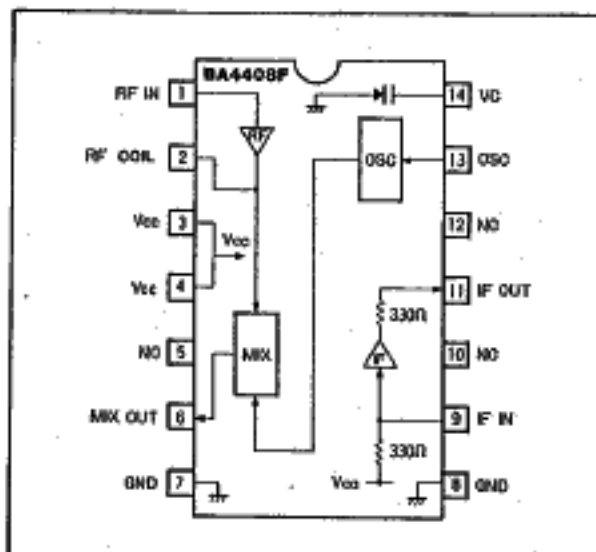 BA4408F
RF IN 1
14 VC
RF
RF COIL 2
OSC
13 OSC
Vcc 3
Vcc
12 NC
Vcc 4
330Ω
11 IF OUT
NC 5
MIX
IF
10 NC
MIX OUT 6
9 IF IN
330Ω
GND 7
Vcc
8 GND